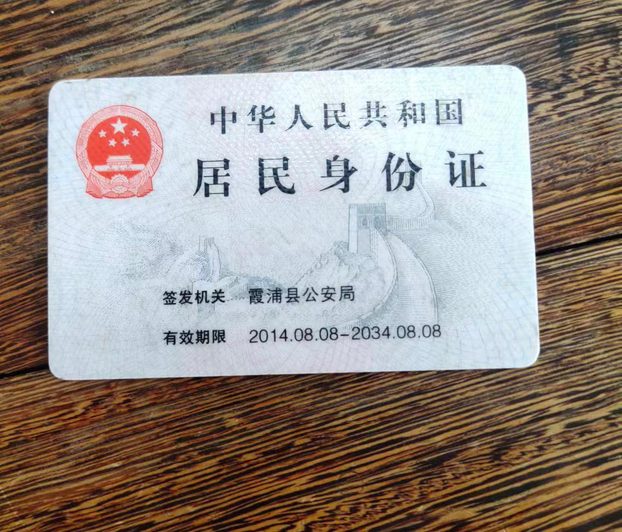 中华人民共和国
居民身份证
签发机关 霞浦县公安局
有效期限 2014.08.08-2034.08.08